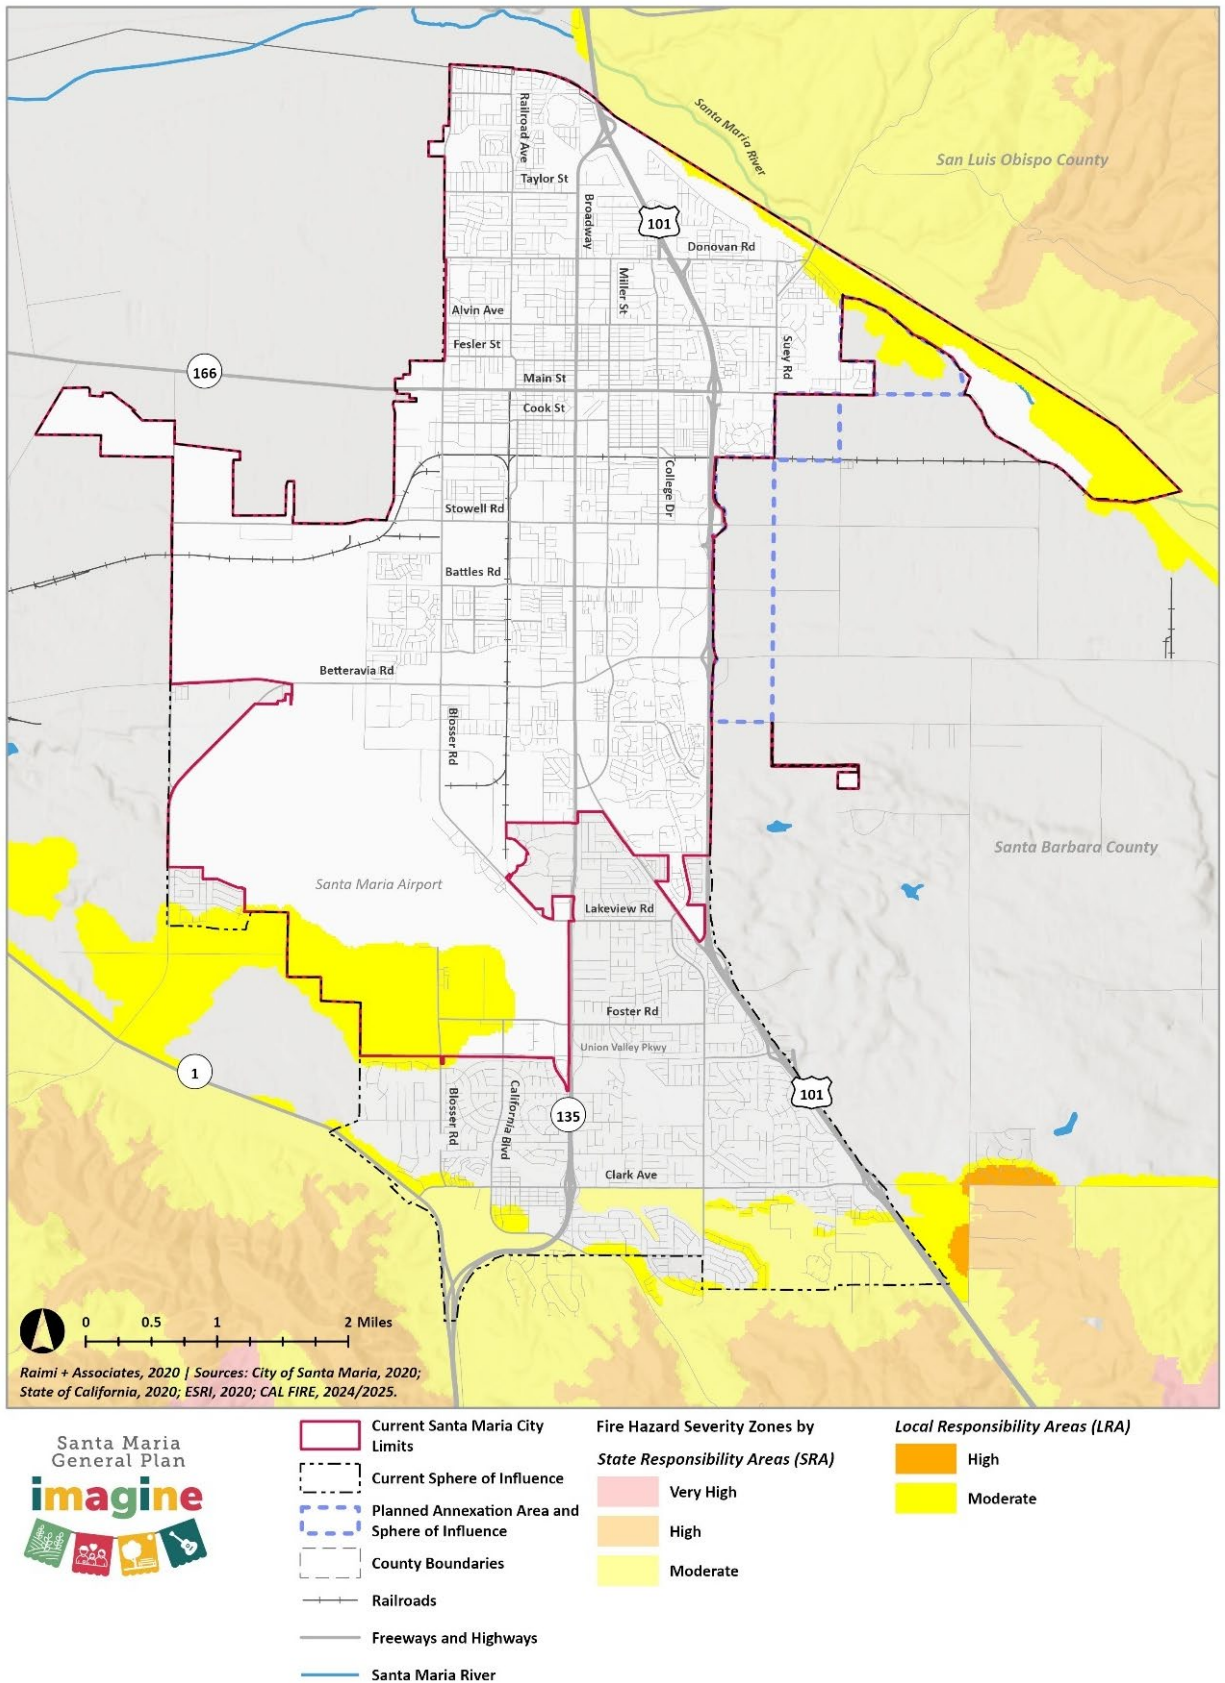 Railroad Ave
Santa Maria River
San Luis Obispo County
Taylor St
Broadway
101
Donovan Rd
Miller St
Alvin Ave
Fesler St
Suey Rd
166
Main St
Cook St
College Dr
Stowell Rd
Battles Rd
Betteravia Rd
Blosser Rd
Santa Barbara County
Santa Maria Airport
Lakeview Rd
Foster Rd
Union Valley Pkwy
1
101
Blosser Rd
California Blvd
135
Clark Ave
0 0.5 1 2 Miles
Raimi + Associates, 2020 | Sources: City of Santa Maria, 2020;
State of California, 2020; ESRI, 2020; CAL FIRE, 2024/2025.
Santa Maria
General Plan
imagine
Current Santa Maria City
Limits
Current Sphere of Influence
Planned Annexation Area and
Sphere of Influence
County Boundaries
Railroads
Freeways and Highways
Santa Maria River
Fire Hazard Severity Zones by
State Responsibility Areas (SRA)
Very High
High
Moderate
Local Responsibility Areas (LRA)
High
Moderate